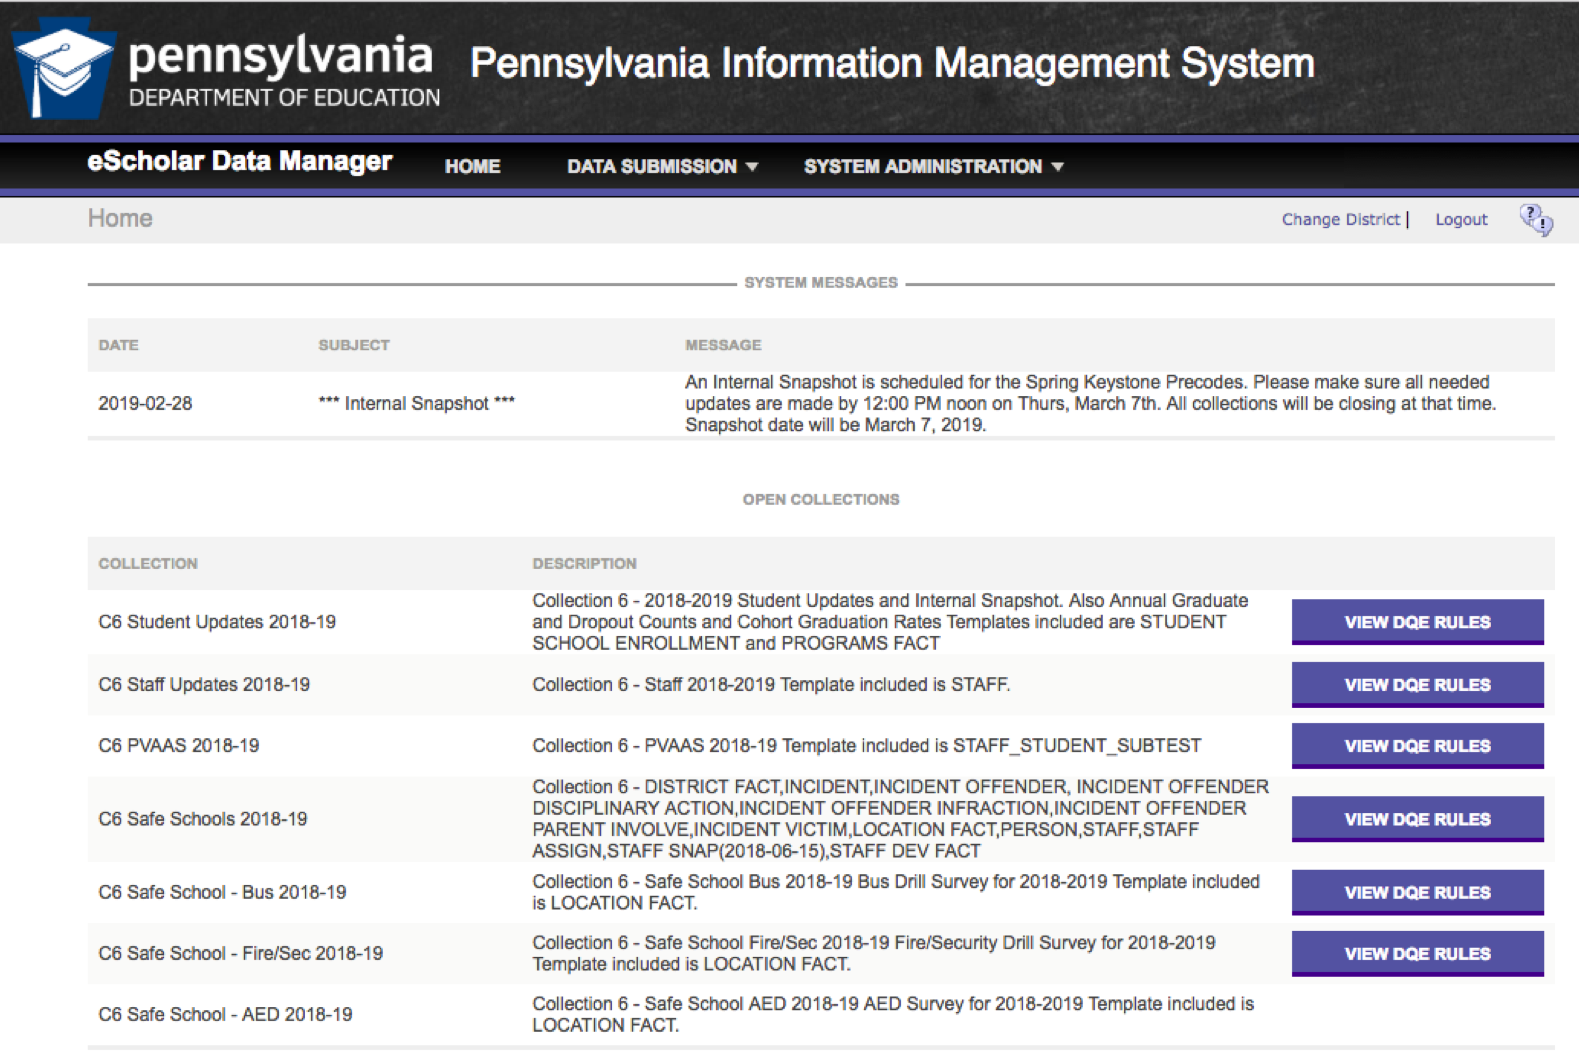 pennsylvania
DEPARTMENT OF EDUCATION
Pennsylvania Information Management System
eScholar Data Manager HOME DATA SUBMISSION SYSTEM ADMINISTRATION
Home Change District | Logout ? !
SYSTEM MESSAGES
DATE SUBJECT MESSAGE
2019-02-28 *** Internal Snapshot *** An Internal Snapshot is scheduled for the Spring Keystone Precodes. Please make sure all needed
updates are made by 12:00 PM noon on Thurs, March 7th. All collections will be closing at that time.
Snapshot date will be March 7, 2019.
OPEN COLLECTIONS
COLLECTION DESCRIPTION
C6 Student Updates 2018-19
Collection 6 - 2018-2019 Student Updates and Internal Snapshot. Also Annual Graduate
and Dropout Counts and Cohort Graduation Rates Templates included are STUDENT
SCHOOL ENROLLMENT and PROGRAMS FACT
VIEW DQE RULES
C6 Staff Updates 2018-19
Collection 6 - Staff 2018-2019 Template included is STAFF.
VIEW DQE RULES
C6 PVAAS 2018-19
Collection 6 - PVAAS 2018-19 Template included is STAFF_STUDENT_SUBTEST
VIEW DQE RULES
C6 Safe Schools 2018-19
Collection 6 - DISTRICT FACT,INCIDENT,INCIDENT OFFENDER, INCIDENT OFFENDER
DISCIPLINARY ACTION,INCIDENT OFFENDER INFRACTION,INCIDENT OFFENDER
PARENT INVOLVE,INCIDENT VICTIM,LOCATION FACT,PERSON,STAFF,STAFF
ASSIGN,STAFF SNAP(2018-06-15),STAFF DEV FACT
VIEW DQE RULES
C6 Safe School - Bus 2018-19
Collection 6 - Safe School Bus 2018-19 Bus Drill Survey for 2018-2019 Template included
is LOCATION FACT.
VIEW DQE RULES
C6 Safe School - Fire/Sec 2018-19
Collection 6 - Safe School Fire/Sec 2018-19 Fire/Security Drill Survey for 2018-2019
Template included is LOCATION FACT.
VIEW DQE RULES
C6 Safe School - AED 2018-19
Collection 6 - Safe School AED 2018-19 AED Survey for 2018-2019 Template included is
LOCATION FACT.